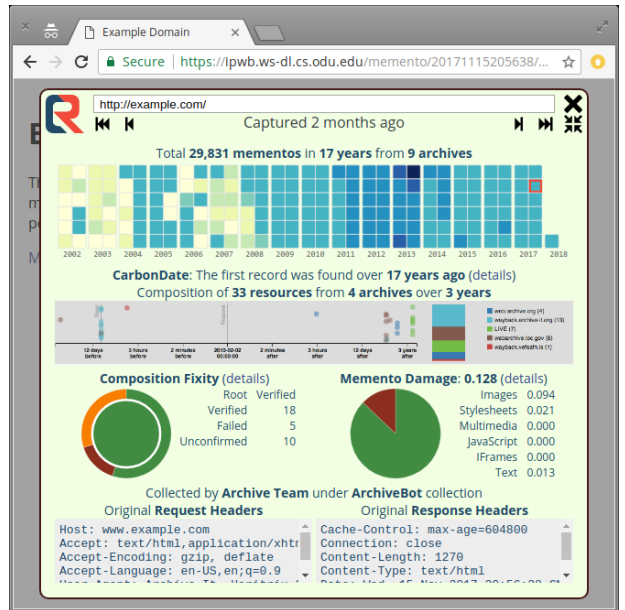 Example Domain
Secure https://ipwb.ws-dl.cs.odu.edu/memento/20171115205638/...
http://example.com/
Captured 2 months ago
Total 29,831 mementos in 17 years from 9 archives
2002 2003 2004 2005 2006 2007 2008 2009 2010 2011 2012 2013 2014 2015 2016 2017 2018
CarbonDate: The first record was found over 17 years ago (details)
Composition of 33 resources from 4 archives over 3 years
web.archive.org (4)
wayback.archive-it.org (13)
LIVE (7)
webarchive.loc.gov (8)
wayback.vefsafn.is (1)
12 days before
3 hours before
2 minutes before
2015-02-02 00:00:00
2 minutes after
3 hours after
12 days after
3 years after
Composition Fixity (details)
Root Verified
Verified 18
Failed 5
Unconfirmed 10
Memento Damage: 0.128 (details)
Images 0.094
Stylesheets 0.021
Multimedia 0.000
JavaScript 0.000
IFrames 0.000
Text 0.013
Collected by Archive Team under ArchiveBot collection
Original Request Headers
Host: www.example.com
Accept: text/html,application/xht
Accept-Encoding: gzip, deflate
Accept-Language: en-US,en;q=0.9
Original Response Headers
Cache-Control: max-age=604800
Connection: close
Content-Length: 1270
Content-Type: text/html